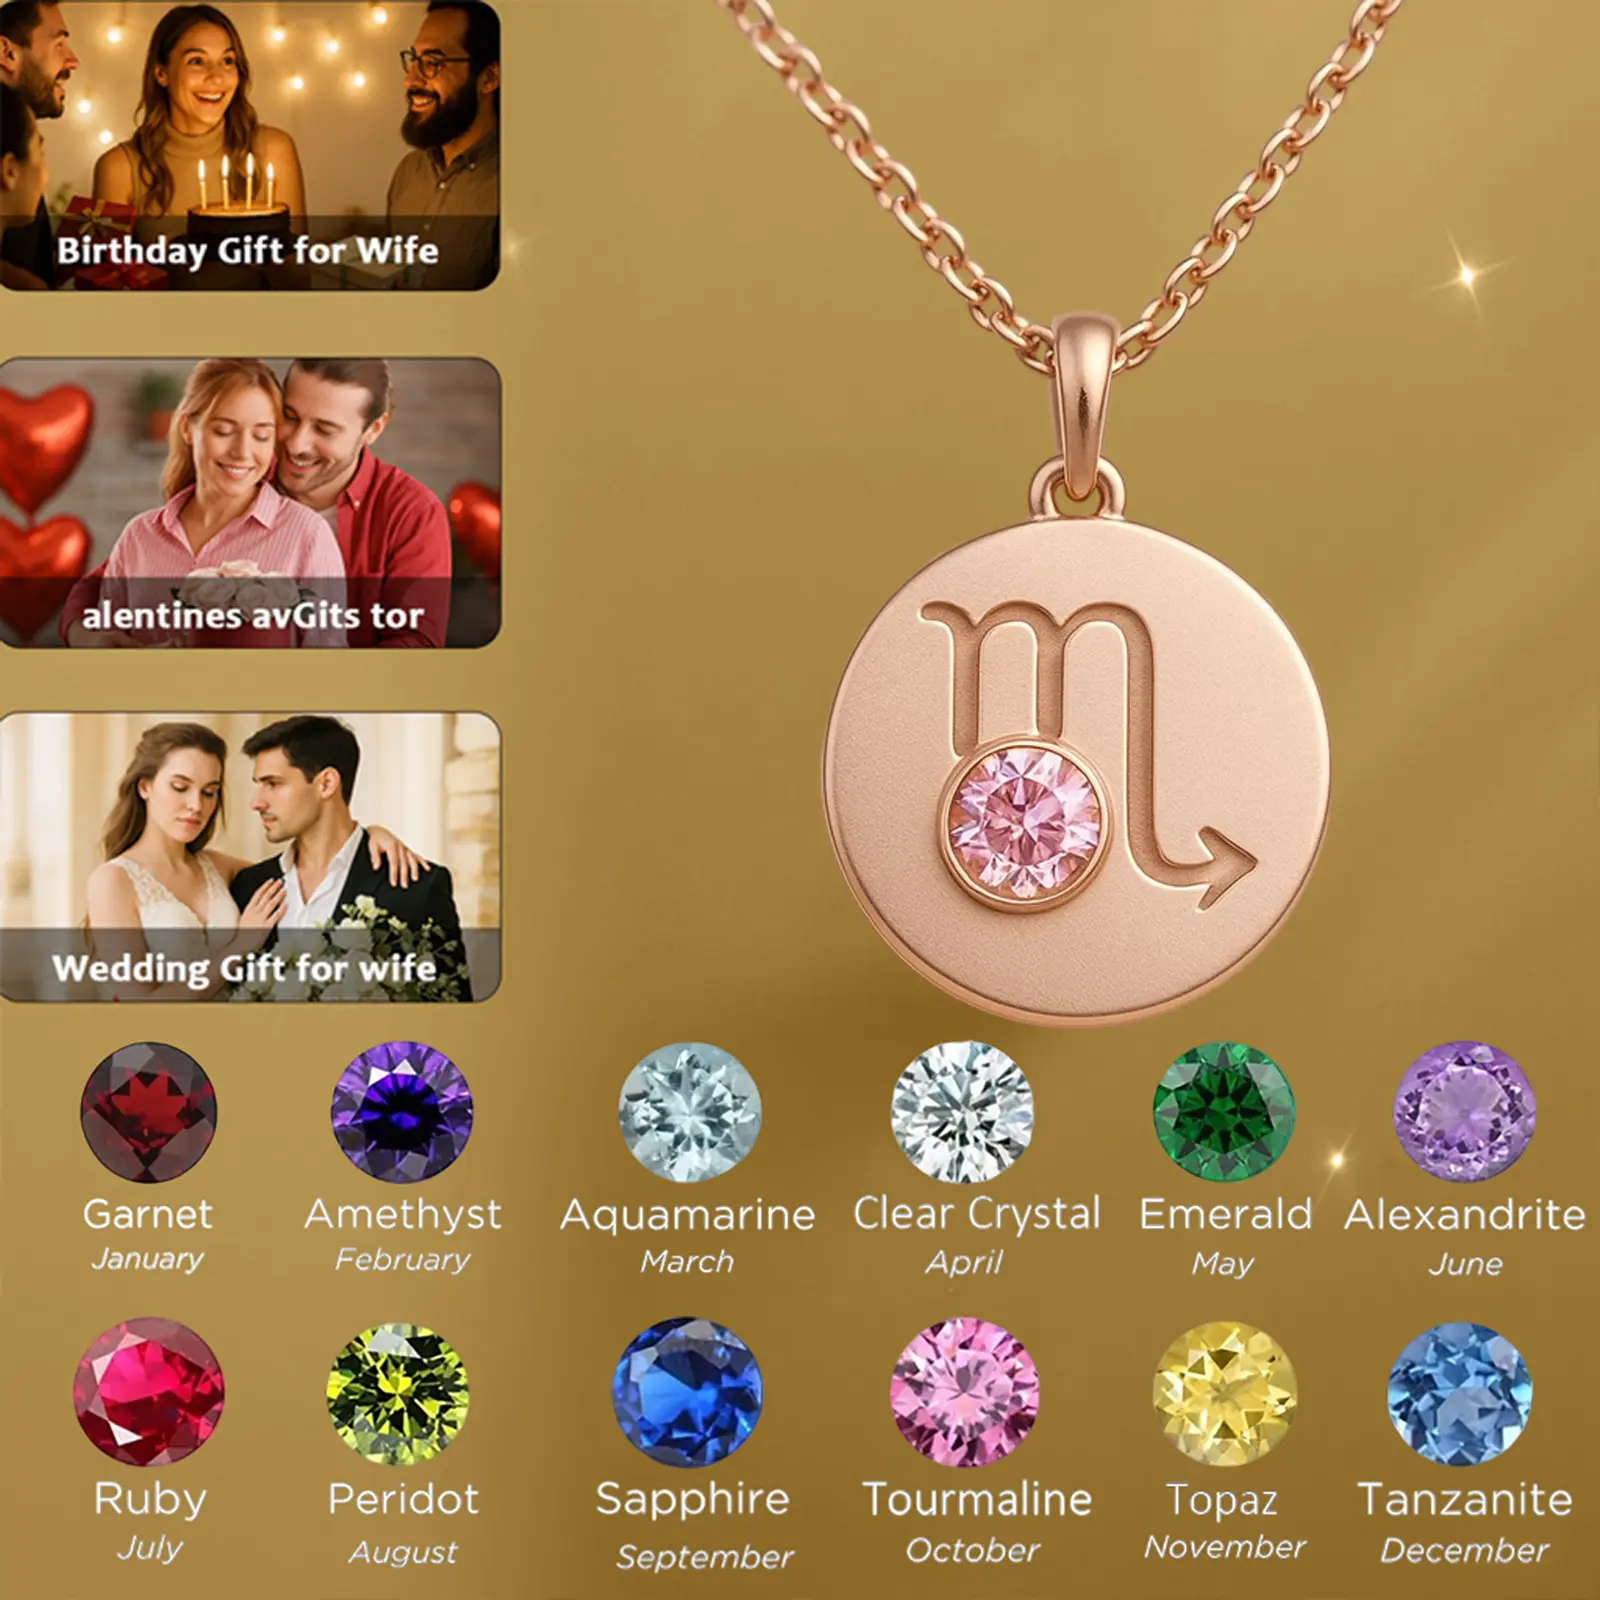 Birthday Gift for Wife
alentines avGits tor
Wedding Gift for wife
Garnet
January
Amethyst
February
Aquamarine
March
Clear Crystal
April
Emerald
May
Alexandrite
June
Ruby
July
Peridot
August
Sapphire
September
Tourmaline
October
Topaz
November
Tanzanite
December